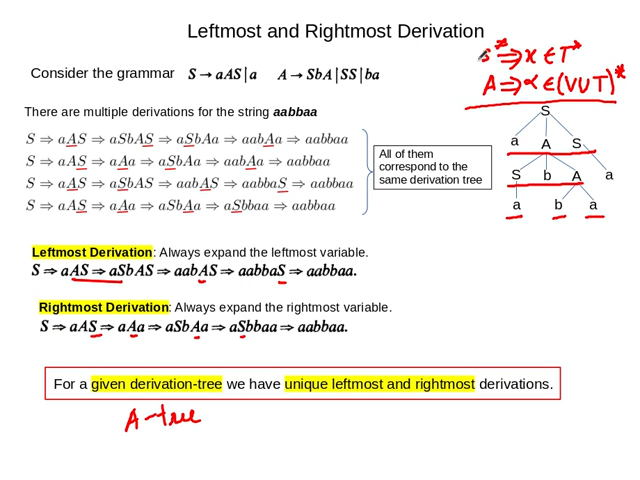 Leftmost and Rightmost Derivation
S ⇒* x ∈ T*
A ⇒ α ∈ (V∪T)*
Consider the grammar S → aAS | a A → SbA | SS | ba
There are multiple derivations for the string aabbaa
S ⇒ aAS ⇒ aSbAS ⇒ aSbAa ⇒ aabAa ⇒ aabbaa
S ⇒ aAS ⇒ aAa ⇒ aSbAa ⇒ aabAa ⇒ aabbaa
S ⇒ aAS ⇒ aSbAS ⇒ aabAS ⇒ aabbaS ⇒ aabbaa
S ⇒ aAS ⇒ aAa ⇒ aSbAa ⇒ aSbbaa ⇒ aabbaa
All of them
correspond to the
same derivation tree
S
a A S
S b A a
a b a
Leftmost Derivation: Always expand the leftmost variable.
S ⇒ aAS ⇒ aSbAS ⇒ aabAS ⇒ aabbaS ⇒ aabbaa.
Rightmost Derivation: Always expand the rightmost variable.
S ⇒ aAS ⇒ aAa ⇒ aSbAa ⇒ aSbbaa ⇒ aabbaa.
For a given derivation-tree we have unique leftmost and rightmost derivations.
A-tree